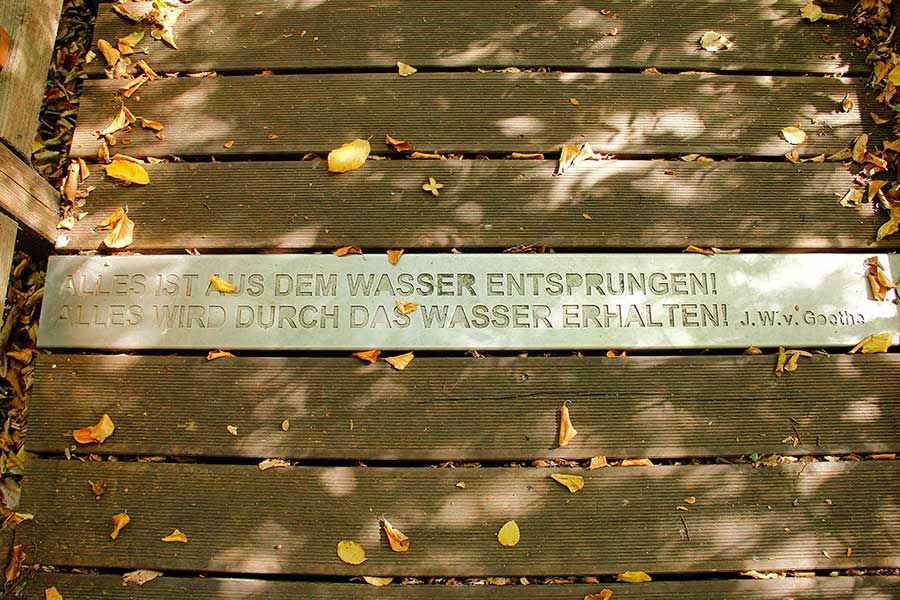 ALLES IST AUS DEM WASSER ENTSPRUNGEN!
ALLES WIRD DURCH DAS WASSER ERHALTEN! J.W.v. Goethe